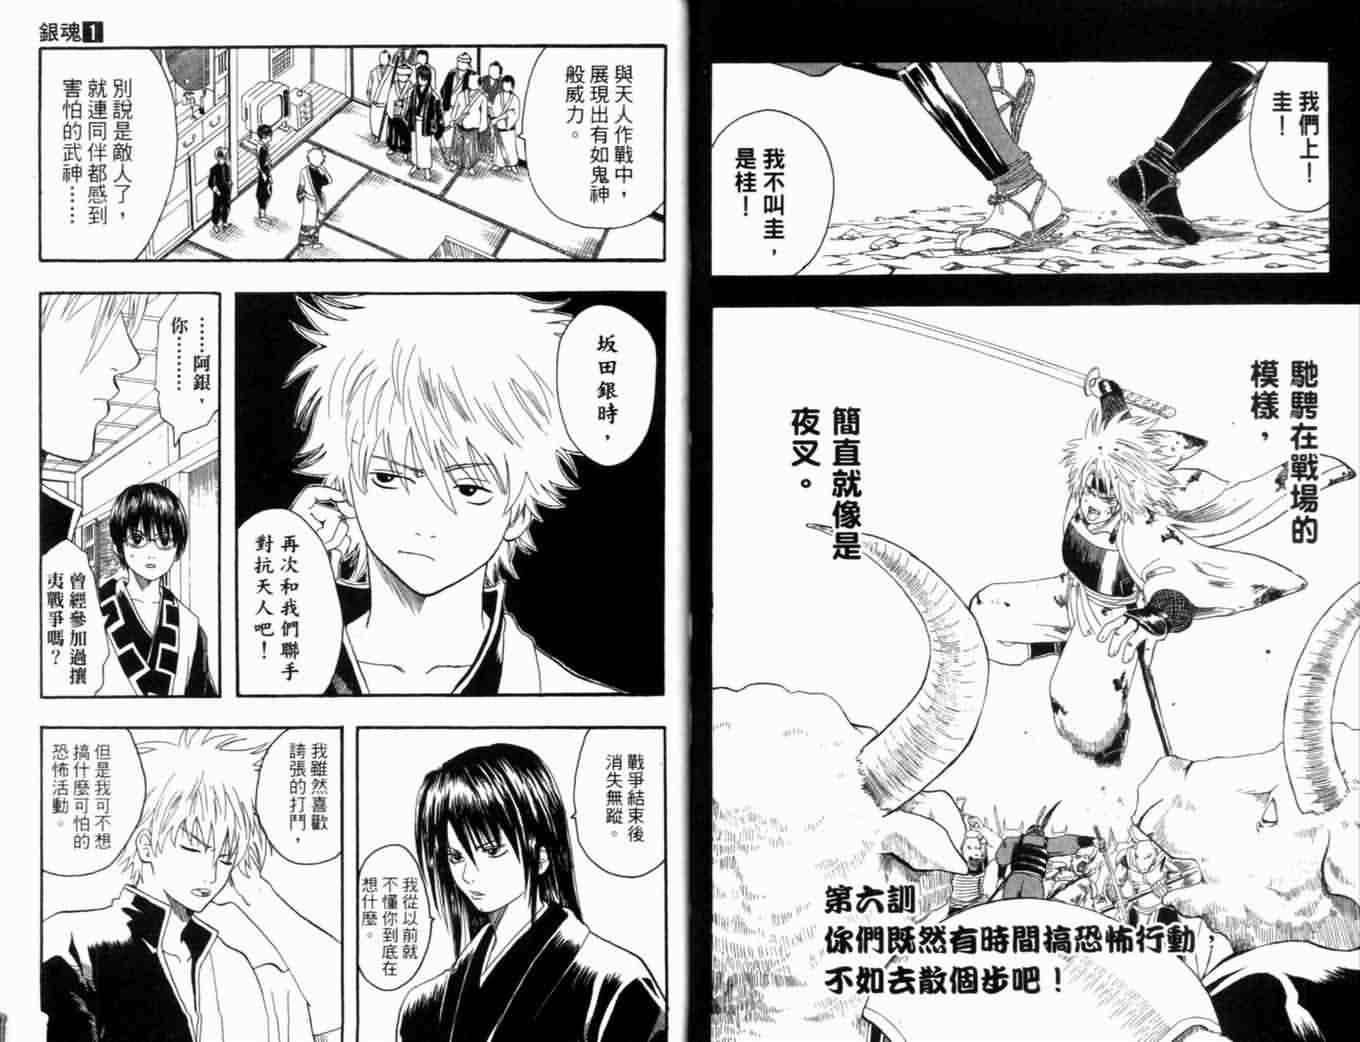 我們上！
圭！
我不叫圭，
是桂！
馳騁在戰場的
模樣，
簡直就像是
夜叉。
第六訓
你們既然有時間搞恐怖行動，
不如去散個步吧！
銀魂1
與天人作戰中，
展現出有如鬼神
般威力。
別說是敵人了，
就連同伴都感到
害怕的武神……
坂田銀時，
再次和我們聯手
對抗天人吧！
……阿銀，
你………
曾經參加過攘
夷戰爭嗎？
戰爭結束後
消失無蹤。
我從以前就
不懂你到底在
想什麼。
我雖然喜歡
誇張的打鬥，
但是我可不想
搞什麼可怕的
恐怖活動。